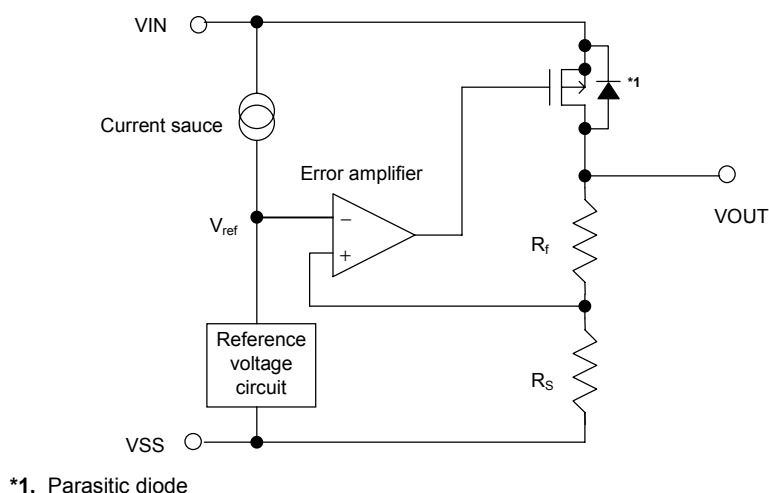 VIN
*1
Current sauce
Error amplifier
VOUT
Vref
−
+
Rf
Reference
voltage
circuit
RS
VSS
*1. Parasitic diode